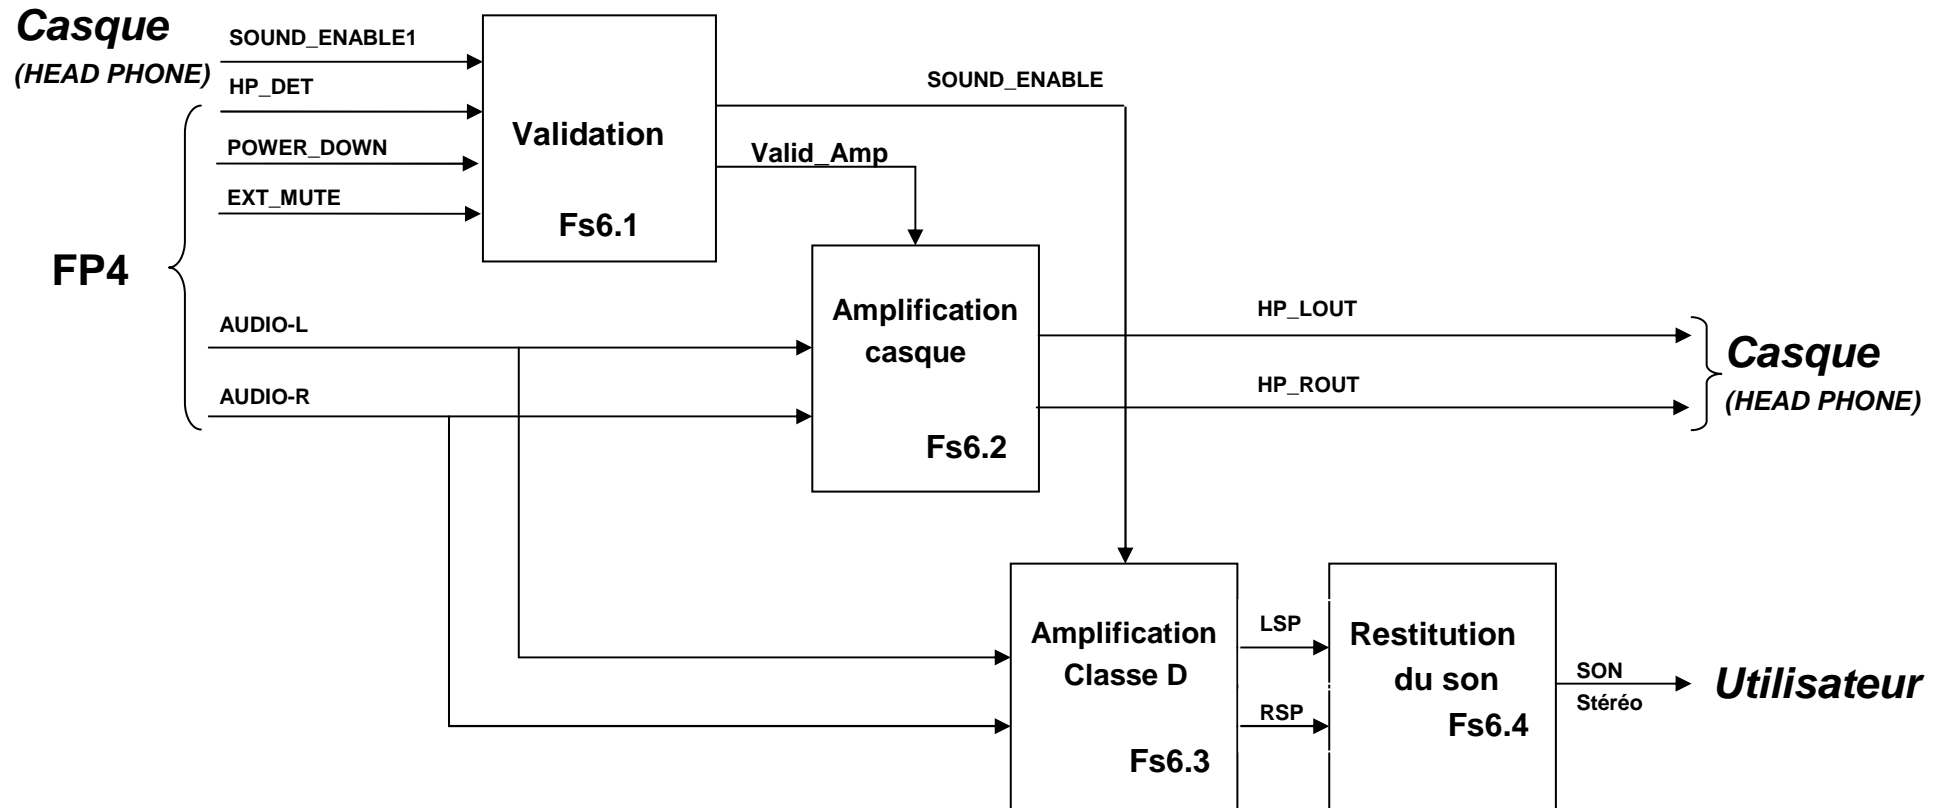 Casque
(HEAD PHONE)
SOUND_ENABLE1
HP_DET
POWER_DOWN
EXT_MUTE
FP4
AUDIO-L
AUDIO-R
Validation
Fs6.1
SOUND_ENABLE
Valid_Amp
Amplification
casque
Fs6.2
HP_LOUT
HP_ROUT
Casque
(HEAD PHONE)
Amplification
Classe D
Fs6.3
LSP
RSP
Restitution
du son
Fs6.4
SON
Stéréo
Utilisateur